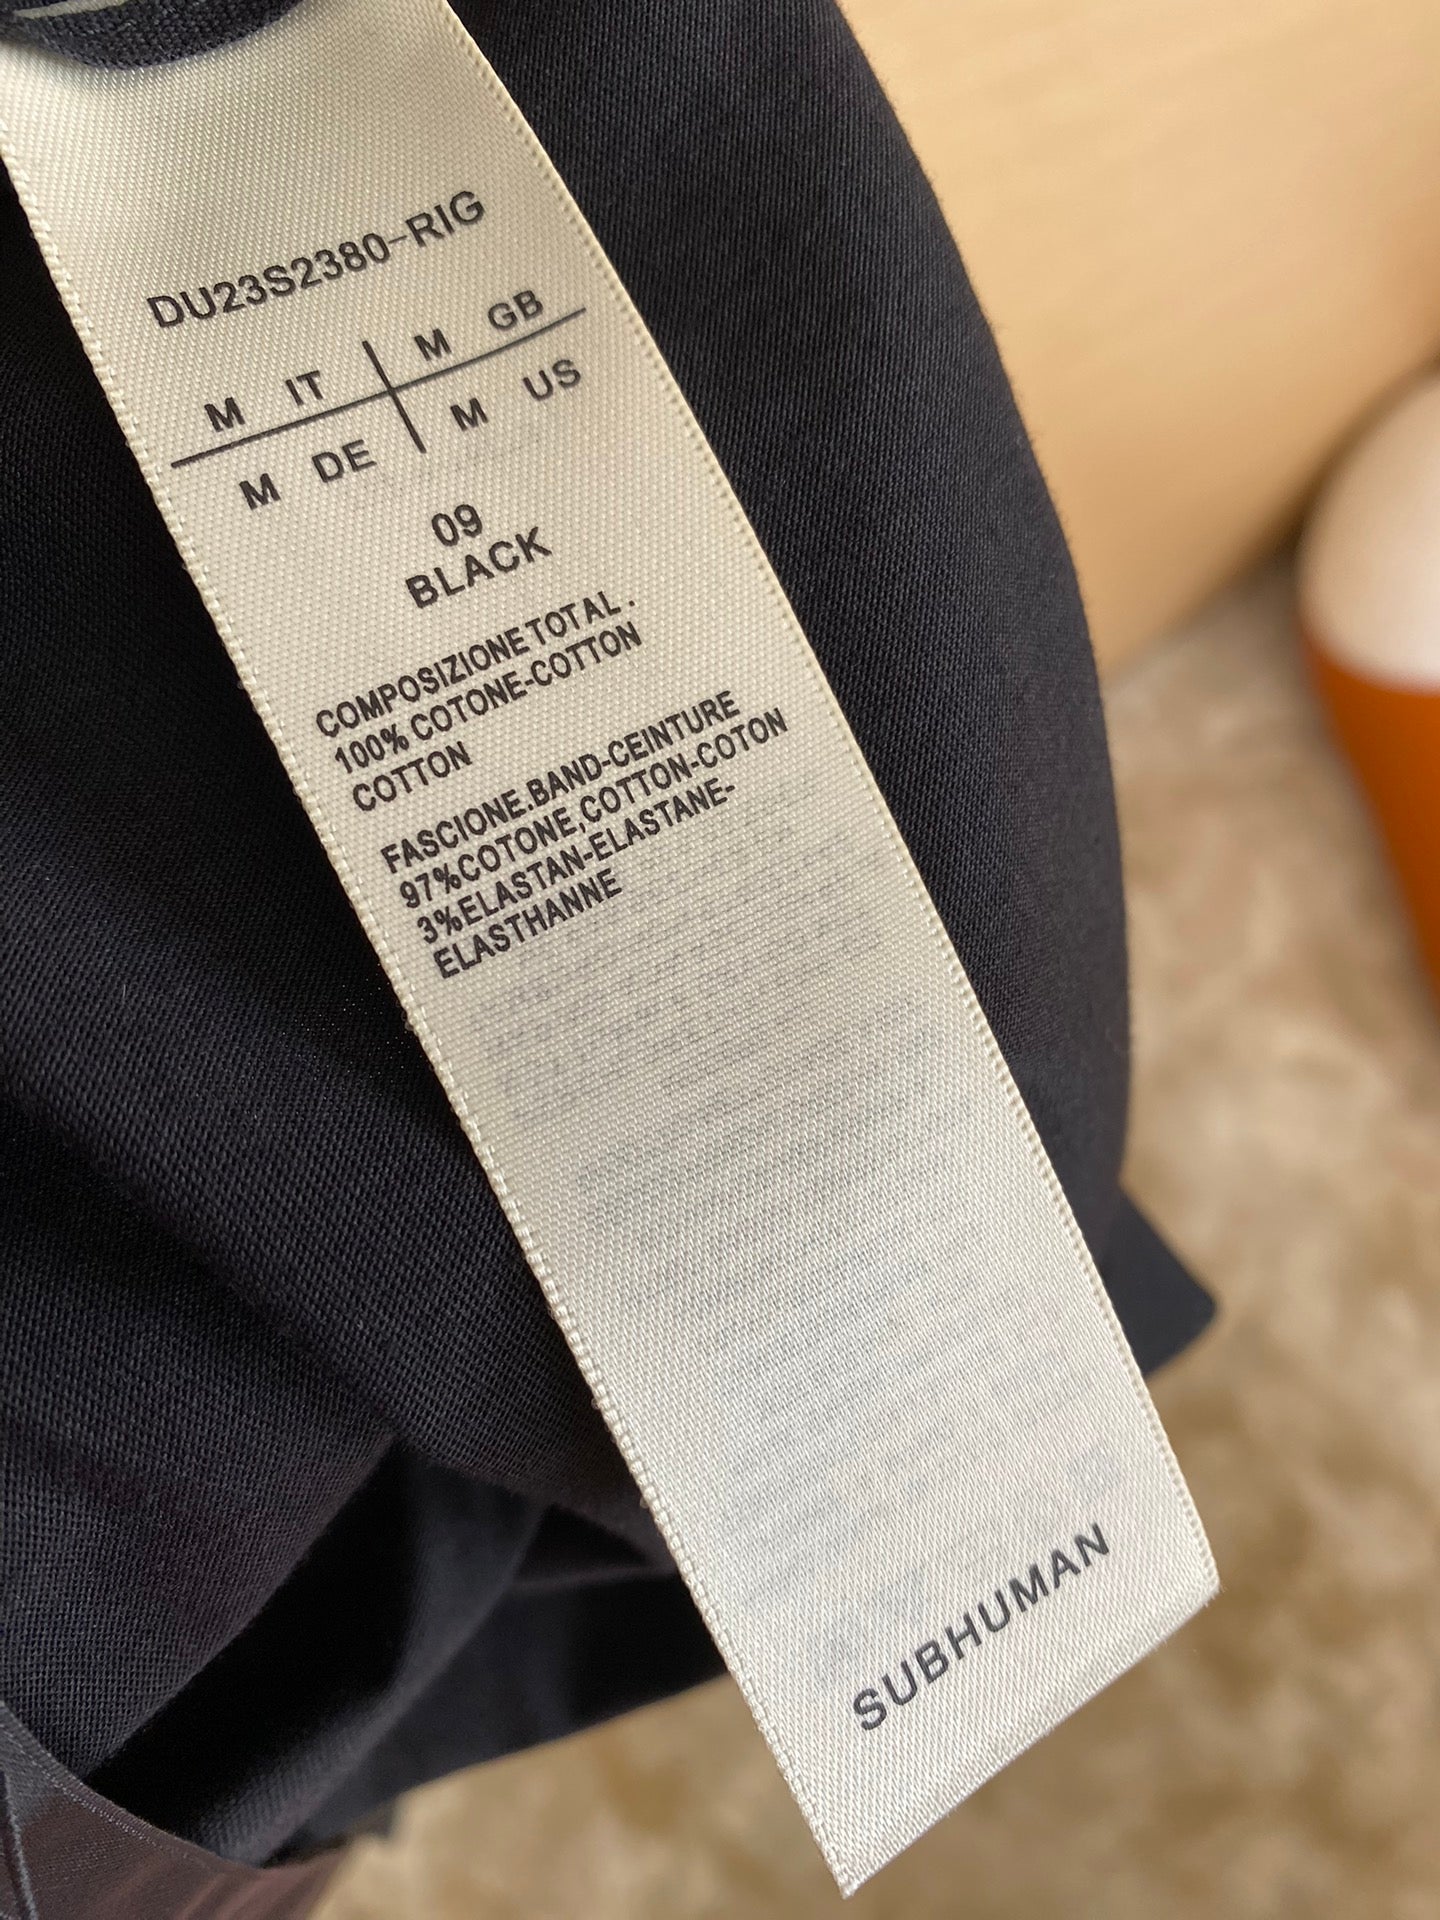 DU23S2380-RIG
M IT M GB
M DE M US
09
BLACK
COMPOSIZIONE TOTAL.
100% COTONE-COTTON
COTTON
FASCIONE.BAND-CEINTURE
97%COTONE,COTTON-COTON
3%ELASTAN-ELASTANE-
ELASTHANNE
SUBHUMAN